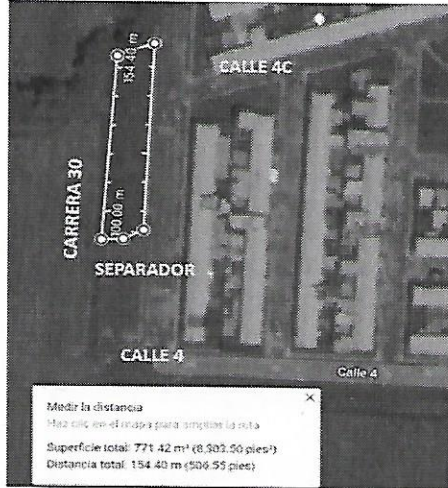 154.40 m
CALLE 4C
CARRERA 30
100.00 m
SEPARADOR
CALLE 4
Calle 4
Medir la distancia
Haz clic en el mapa para ampliar la ruta
Superficie total: 771.42 m² (8,303.50 pies²)
Distancia total: 154.40 m (506.55 pies)